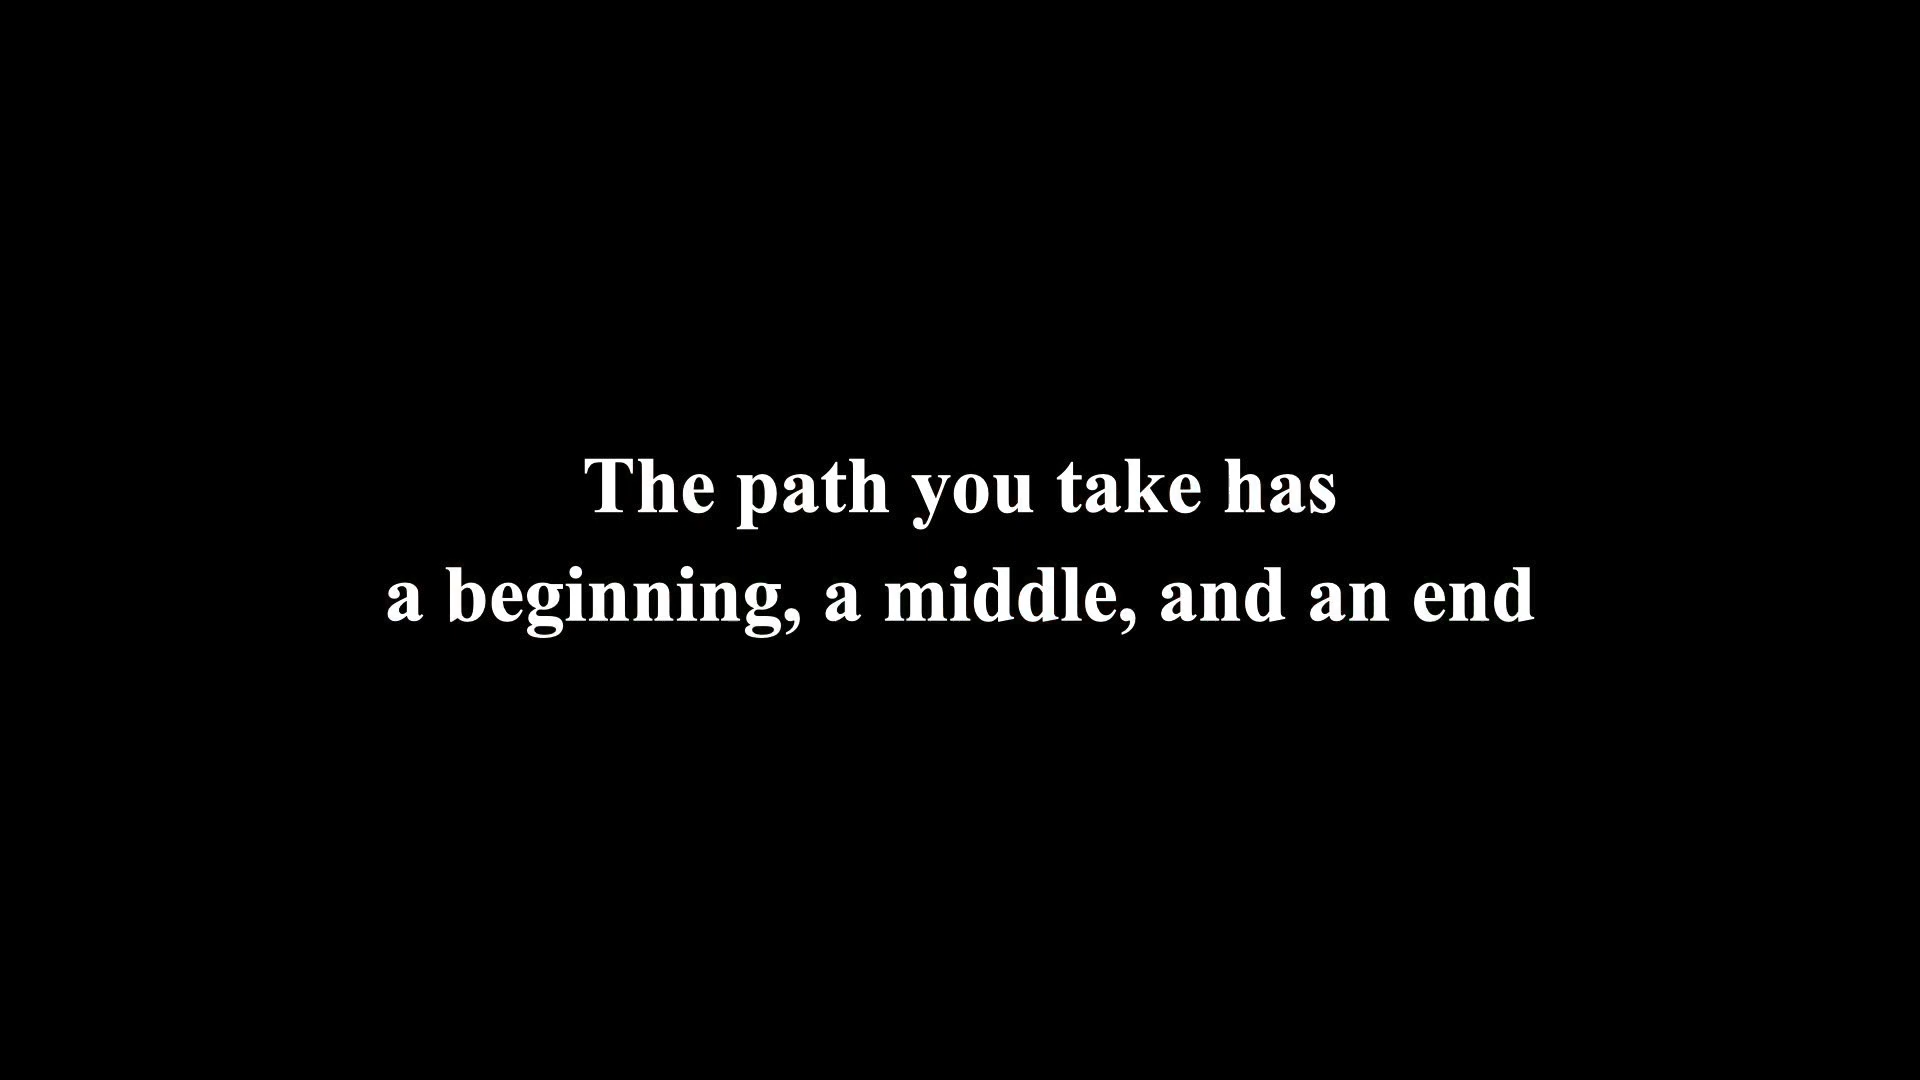 The path you take has
a beginning, a middle, and an end